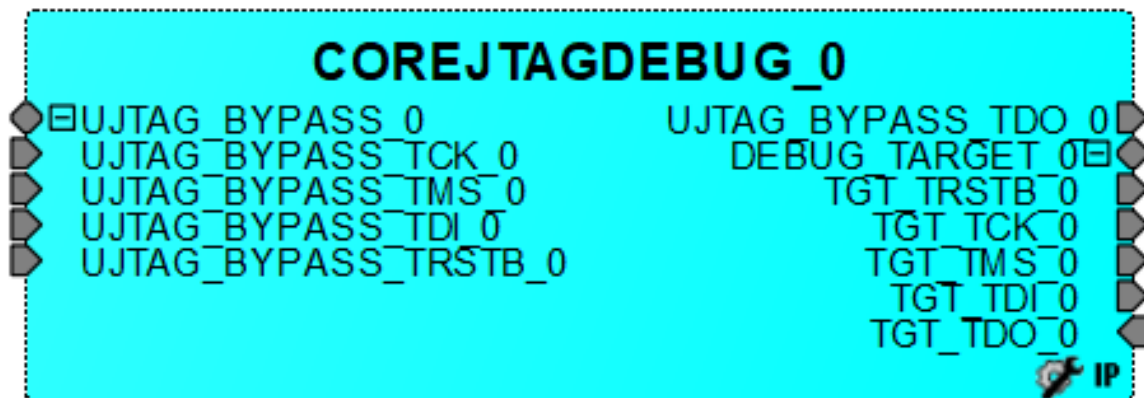 COREJTAGDEBUG_0
UJTAG_BYPASS_0 UJTAG_BYPASS_TDO_0
UJTAG_BYPASS_TCK_0 DEBUG_TARGET_0
UJTAG_BYPASS_TMS_0 TGT_TRSTB_0
UJTAG_BYPASS_TDI_0 TGT_TCK_0
UJTAG_BYPASS_TRSTB_0 TGT_TMS_0
TGT_TDI_0
TGT_TDO_0
IP